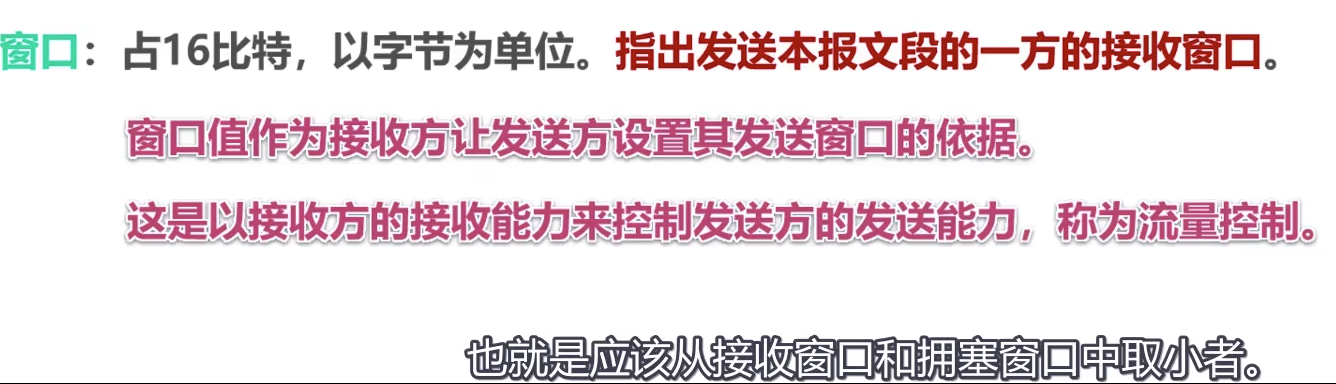 窗口：占16比特，以字节为单位。指出发送本报文段的一方的接收窗口。
窗口值作为接收方让发送方设置其发送窗口的依据。
这是以接收方的接收能力来控制发送方的发送能力，称为流量控制。
也就是应该从接收窗口和拥塞窗口中取小者。